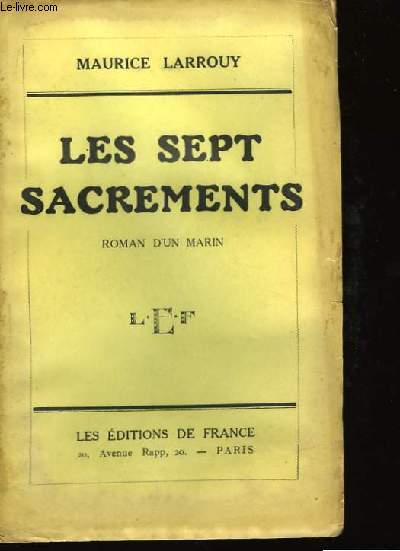 Le-livre.com
MAURICE LARROUY
LES SEPT
SACREMENTS
ROMAN D'UN MARIN
L·E·F
LES ÉDITIONS DE FRANCE
20, Avenue Rapp, 20. — PARIS